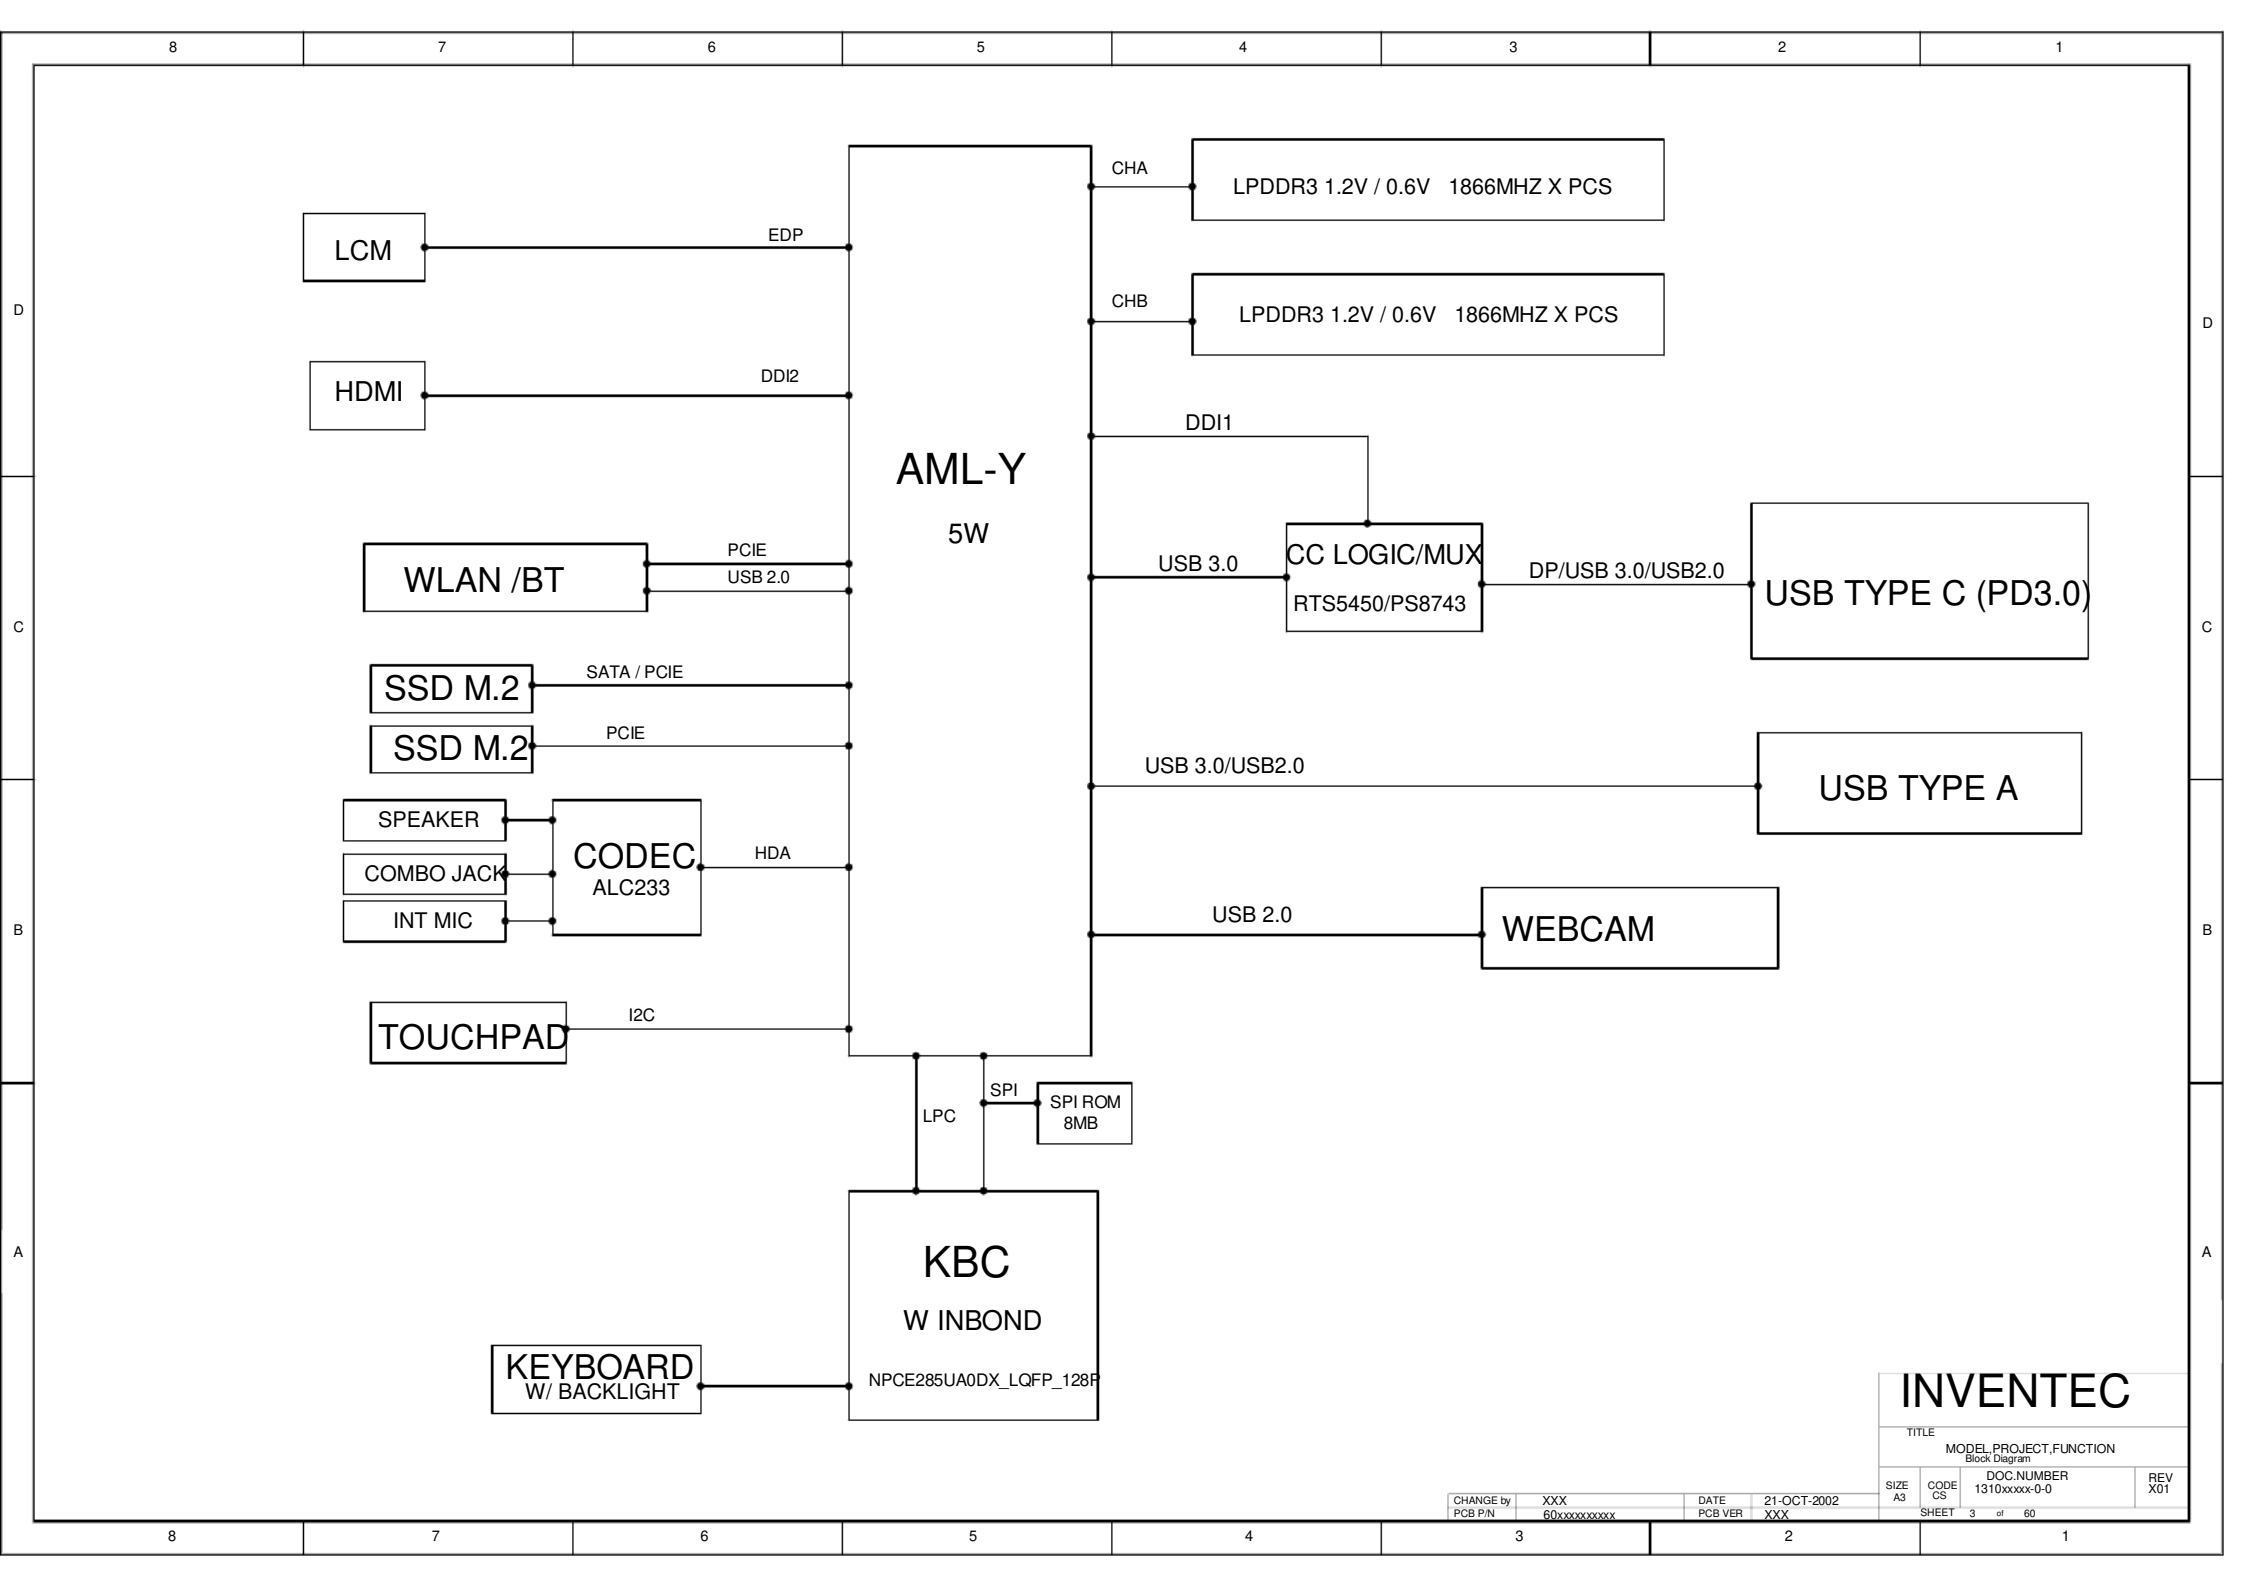 8 7 6 5 4 3 2 1
CHA
LPDDR3 1.2V / 0.6V 1866MHZ X PCS
LCM
EDP
CHB
LPDDR3 1.2V / 0.6V 1866MHZ X PCS
D
D
HDMI
DDI2
DDI1
AML-Y
5W
WLAN /BT
PCIE
USB 2.0
USB 3.0
CC LOGIC/MUX
RTS5450/PS8743
DP/USB 3.0/USB2.0
USB TYPE C (PD3.0)
C
C
SSD M.2
SATA / PCIE
SSD M.2
PCIE
USB 3.0/USB2.0
USB TYPE A
SPEAKER
COMBO JACK
INT MIC
CODEC
ALC233
HDA
USB 2.0
WEBCAM
B
B
TOUCHPAD
I2C
LPC
SPI
SPI ROM
8MB
A
A
KBC
W INBOND
NPCE285UA0DX_LQFP_128P
KEYBOARD
W/ BACKLIGHT
INVENTEC
TITLE
MODEL,PROJECT,FUNCTION
Block Diagram
SIZE
A3
CODE
CS
DOC.NUMBER
1310xxxxx-0-0
REV
X01
CHANGE by XXX DATE 21-OCT-2002
PCB P/N 60xxxxxxxxxx PCB VER XXX
SHEET 3 of 60
8 7 6 5 4 3 2 1